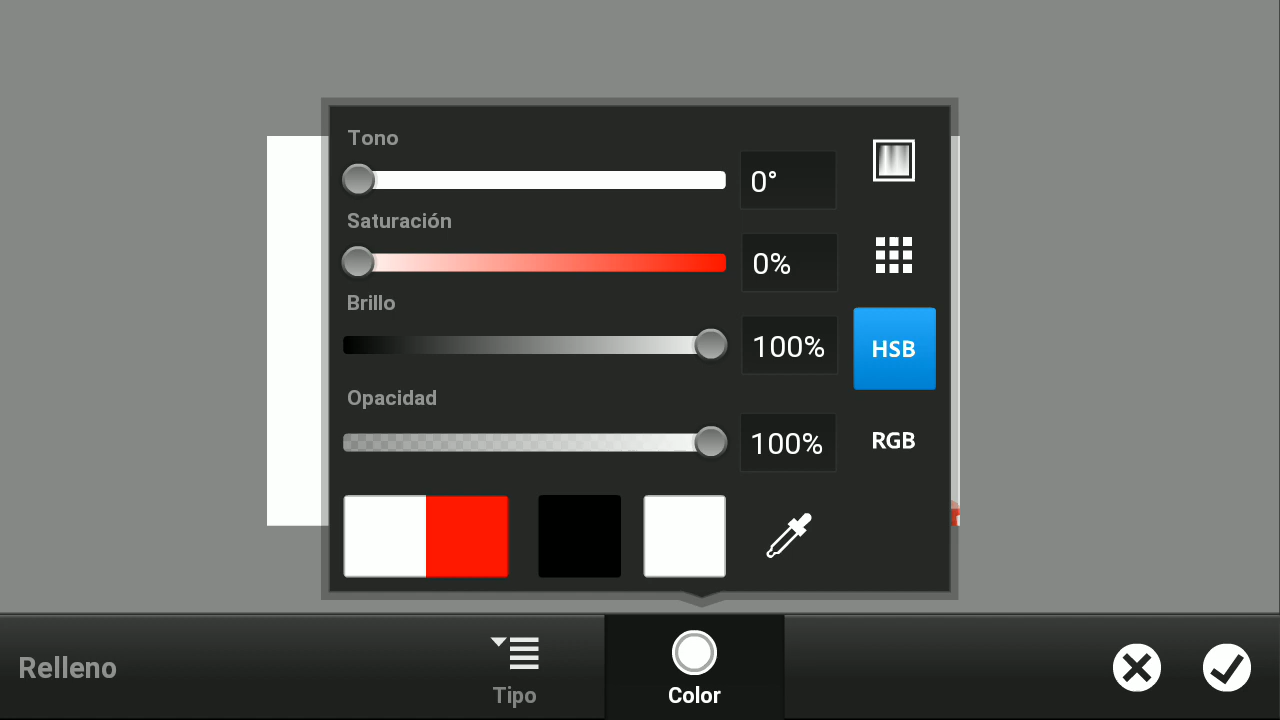 Tono
0°
Saturación
0%
Brillo
100%
HSB
Opacidad
100%
RGB
Relleno
Tipo
Color